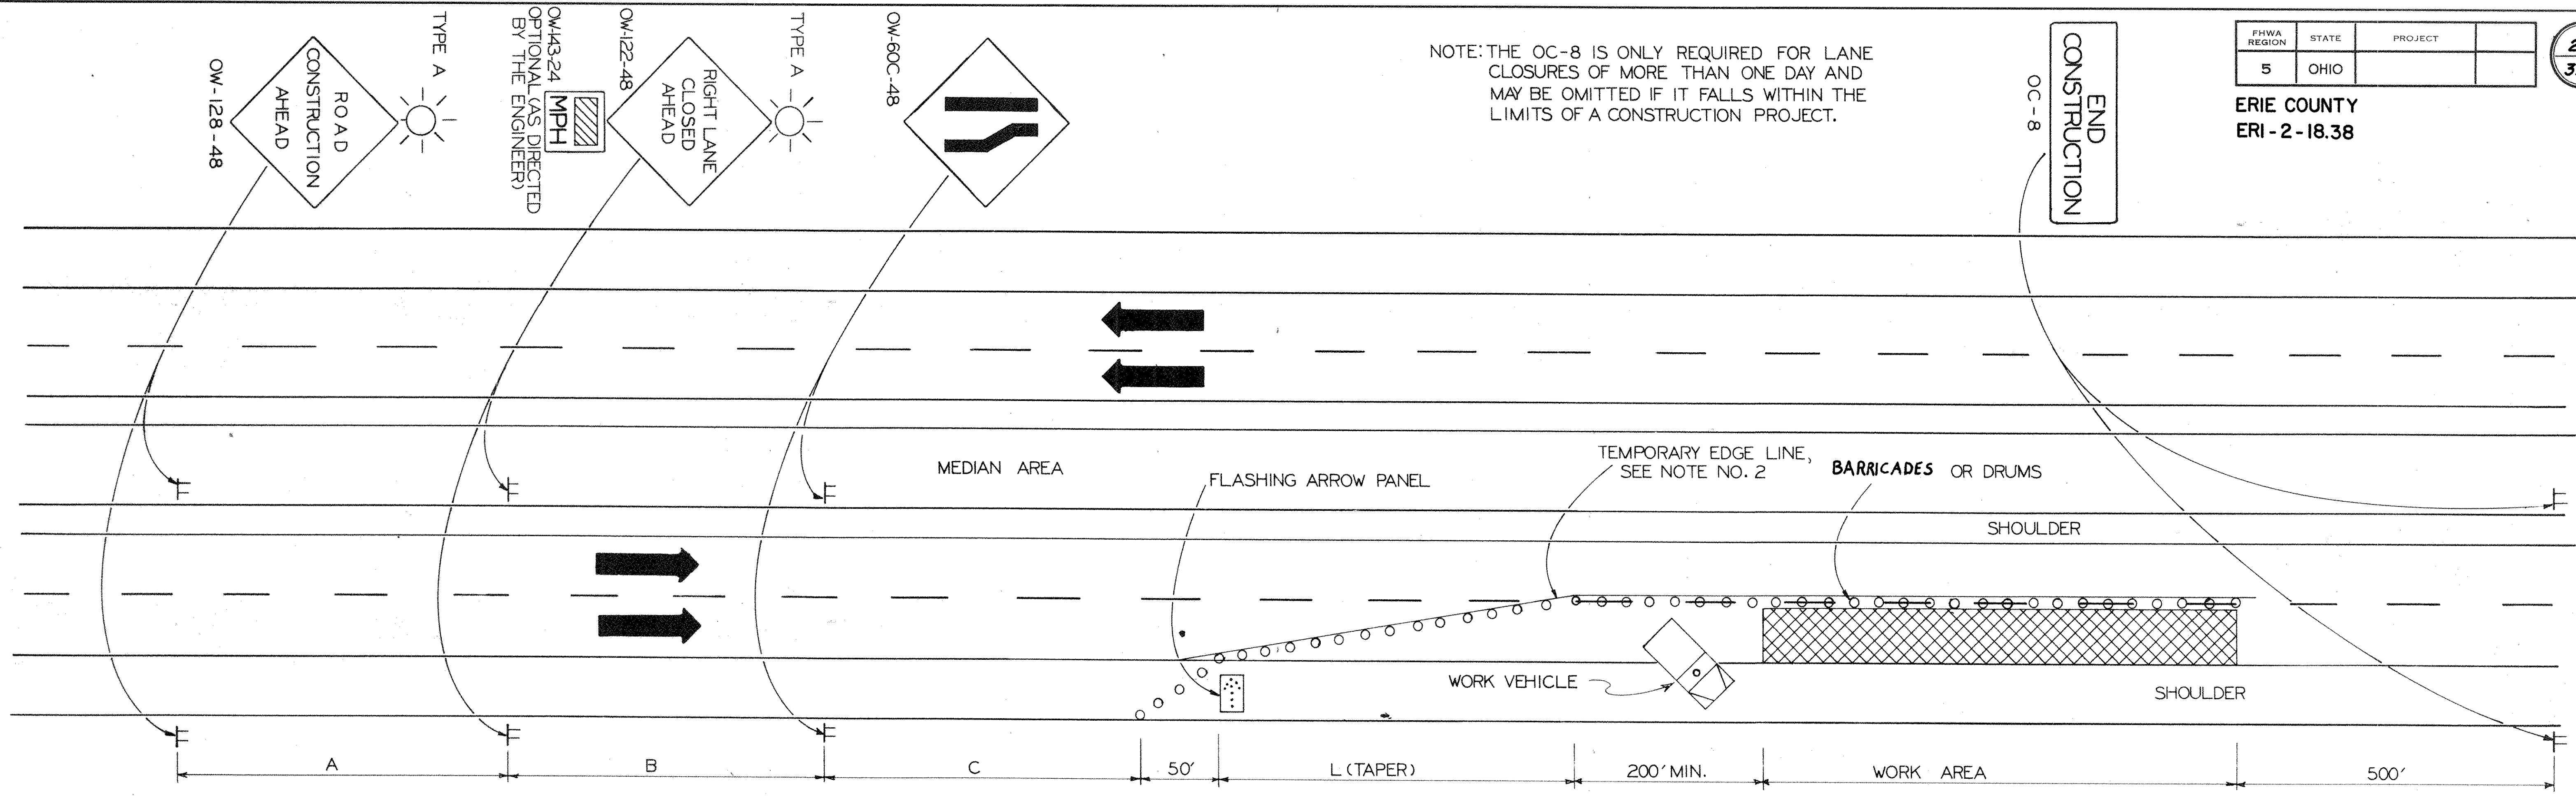 OW-128-48
ROAD
CONSTRUCTION
AHEAD
TYPE A
OW-143-24
OPTIONAL (AS DIRECTED
BY THE ENGINEER)
MPH
OW-122-48
RIGHT LANE
CLOSED
AHEAD
TYPE A
OW-60C-48
NOTE: THE OC-8 IS ONLY REQUIRED FOR LANE
CLOSURES OF MORE THAN ONE DAY AND
MAY BE OMITTED IF IT FALLS WITHIN THE
LIMITS OF A CONSTRUCTION PROJECT.
END
CONSTRUCTION
OC-8
FHWA REGION STATE PROJECT
5 OHIO
ERIE COUNTY
ERI-2-18.38
MEDIAN AREA
FLASHING ARROW PANEL
TEMPORARY EDGE LINE,
SEE NOTE NO. 2
BARRICADES OR DRUMS
SHOULDER
WORK VEHICLE
SHOULDER
A
B
C
50'
L (TAPER)
200' MIN.
WORK AREA
500'